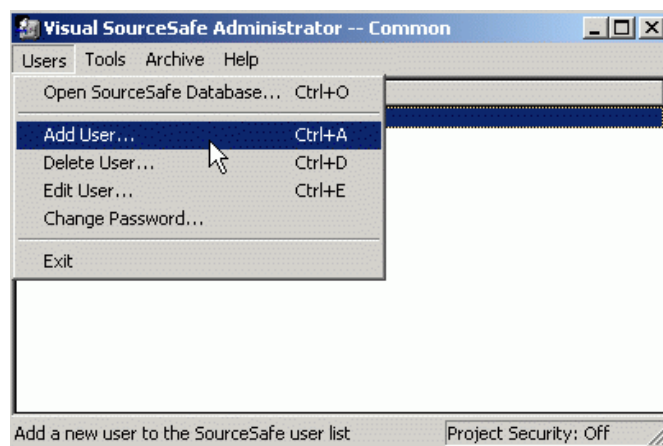 Visual SourceSafe Administrator -- Common
Users Tools Archive Help
Open SourceSafe Database... Ctrl+O
Add User... Ctrl+A
Delete User... Ctrl+D
Edit User... Ctrl+E
Change Password...
Exit
Add a new user to the SourceSafe user list Project Security: Off